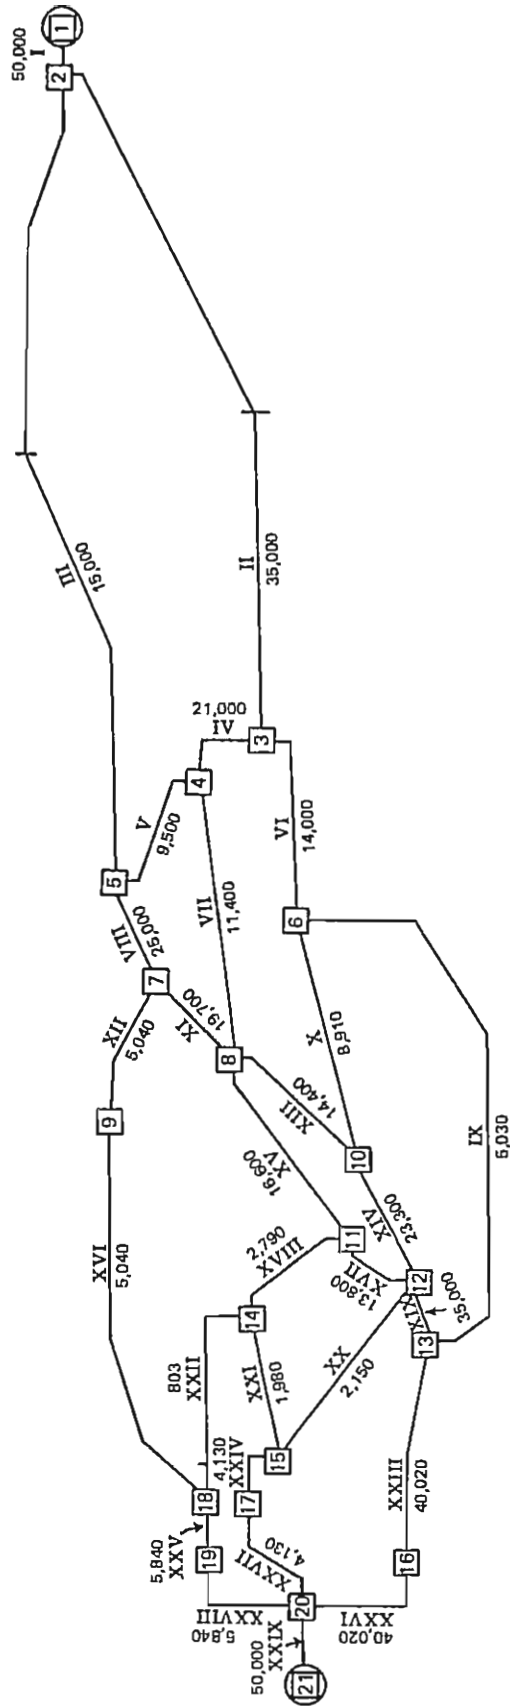 1
50,000
I
2
III
15,000
II
35,000
21,000
IV
3
4
V
9,500
5
VI
14,000
VII
11,400
VIII
25,000
6
7
XII
5,040
XI
19,700
8
X
8,910
9
XIII
14,400
IX
5,030
10
XV
16,600
XIV
23,300
11
XVI
5,040
2,790
XVIII
XVII
13,800
12
XIX
35,000
13
14
803
XXII
XXI
1,980
XX
2,150
15
4,130
XXIV
XXIII
40,020
18
17
5,840
XXV
19
XXVII
4,130
16
XXVIII
5,840
20
XXVI
40,020
50,000
XXIX
21